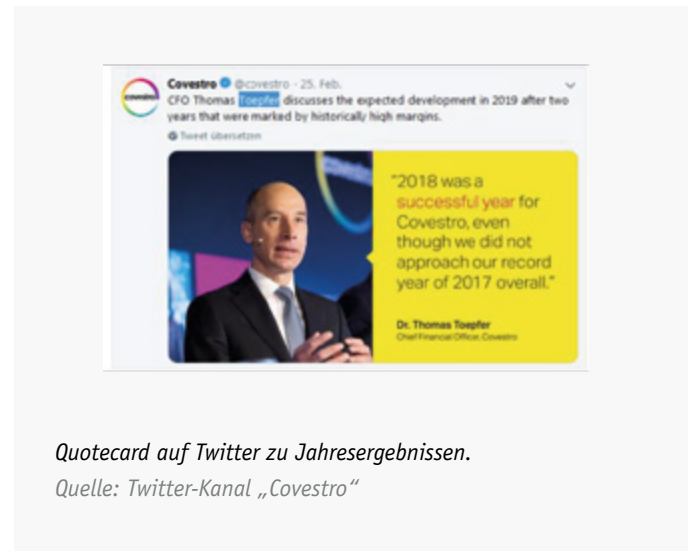 Covestro @covestro · 25. Feb.
CFO Thomas Toepfer discusses the expected development in 2019 after two
years that were marked by historically high margins.
Tweet übersetzen
covestro
"2018 was a
successful year for
Covestro, even
though we did not
approach our record
year of 2017 overall."
Dr. Thomas Toepfer
Chief Financial Officer, Covestro
Quotecard auf Twitter zu Jahresergebnissen.
Quelle: Twitter-Kanal „Covestro“